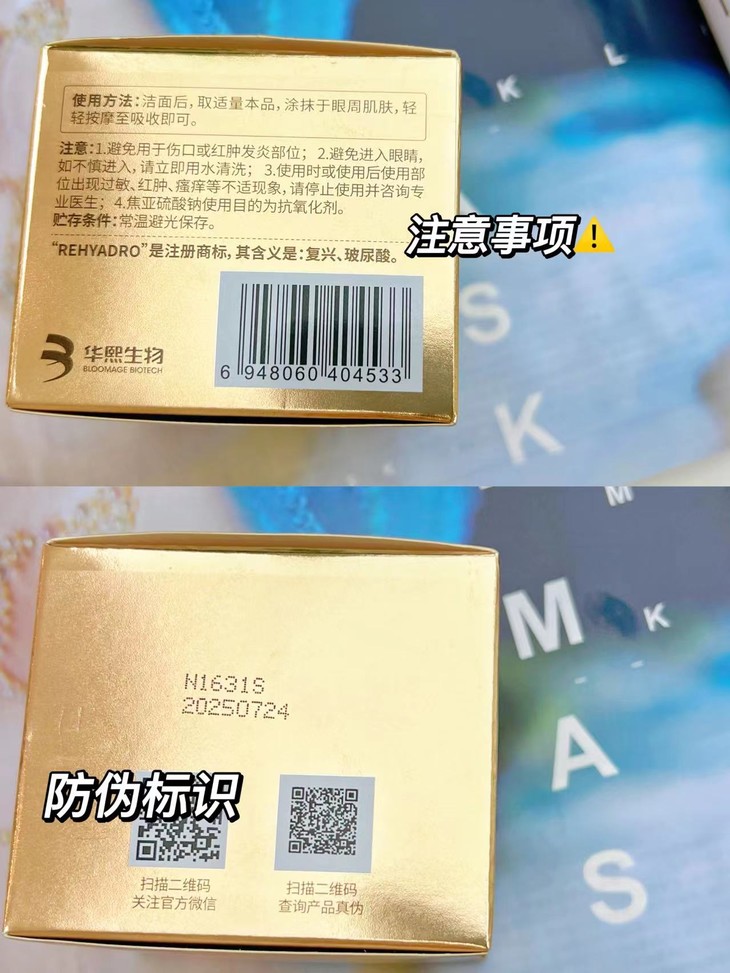 使用方法:洁面后,取适量本品,涂抹于眼周肌肤,轻
轻按摩至吸收即可。
注意:1.避免用于伤口或红肿发炎部位; 2.避免进入眼睛,
如不慎进入,请立即用水清洗; 3.使用时或使用后使用部
位出现过敏、红肿、瘙痒等不适现象,请停止使用并咨询专
业医生; 4.焦亚硫酸钠使用目的为抗氧化剂。
贮存条件:常温避光保存。
注意事项⚠️
“REHYADRO”是注册商标,其含义是:复兴、玻尿酸。
华熙生物
BLOOMAGE BIOTECH
6 948060 404533
K
L
S
K
M
M
K
A
S
N1631S
20250724
防伪标识
扫描二维码
关注官方微信
扫描二维码
查询产品真伪